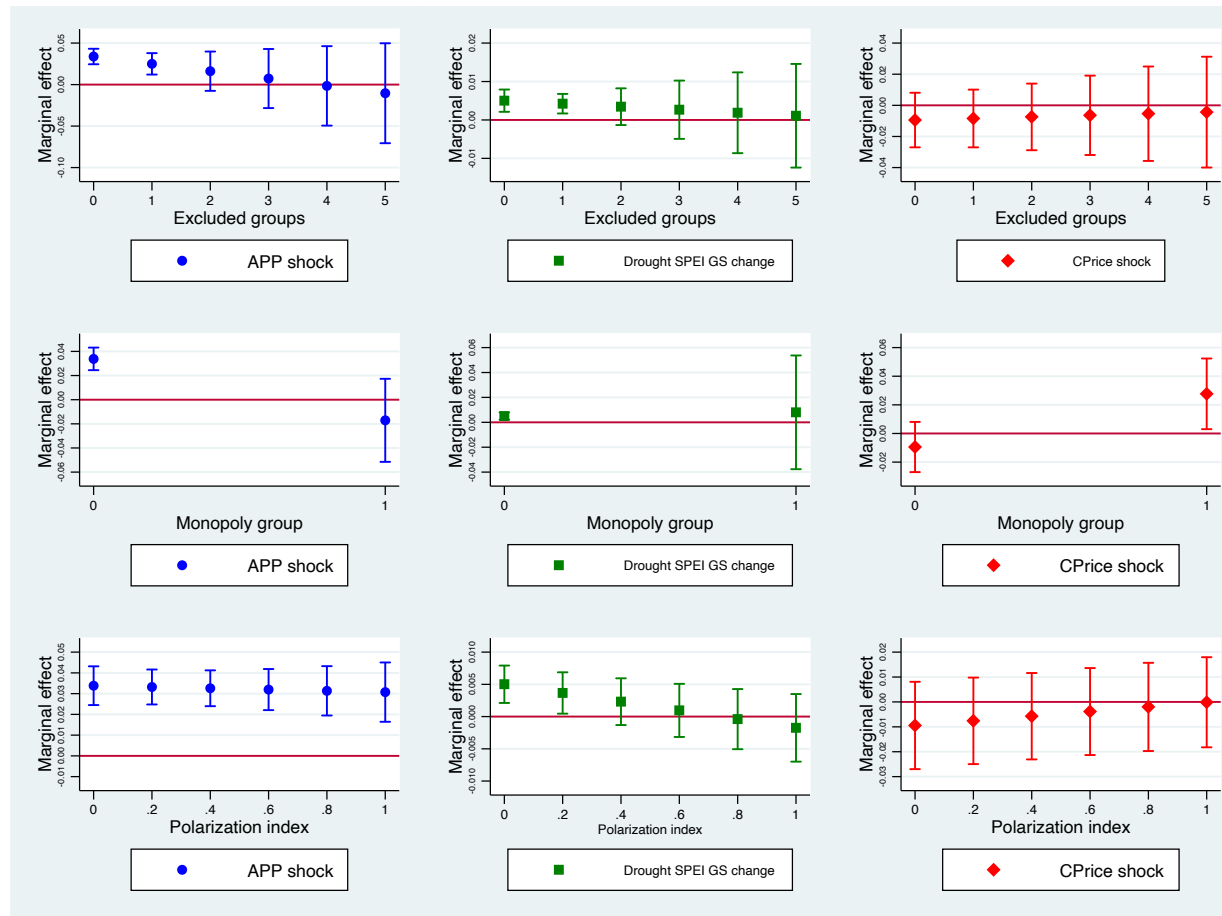 Marginal effect
0.05
0.00
-0.05
-0.10
0 1 2 3 4 5
Excluded groups
APP shock
Marginal effect
0.02
0.01
0.00
-0.01
0 1 2 3 4 5
Excluded groups
Drought SPEI GS change
Marginal effect
0.04
0.02
0.00
-0.02
-0.04
0 1 2 3 4 5
Excluded groups
CPrice shock
Marginal effect
0.04
0.02
0.00
-0.02
-0.04
-0.06
0 1
Monopoly group
APP shock
Marginal effect
0.06
0.04
0.02
0.00
-0.02
-0.04
0 1
Monopoly group
Drought SPEI GS change
Marginal effect
0.06
0.04
0.02
0.00
-0.02
0 1
Monopoly group
CPrice shock
Marginal effect
0.05
0.04
0.03
0.02
0.01
0.00
-0.01
0 .2 .4 .6 .8 1
Polarization index
APP shock
Marginal effect
0.010
0.005
0.000
-0.005
-0.010
0 .2 .4 .6 .8 1
Polarization index
Drought SPEI GS change
Marginal effect
0.02
0.01
0.00
-0.01
-0.02
-0.03
0 .2 .4 .6 .8 1
Polarization index
CPrice shock